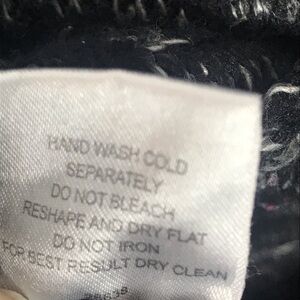 HAND WASH COLD
SEPARATELY
DO NOT BLEACH
RESHAPE AND DRY FLAT
DO NOT IRON
FOR BEST RESULT DRY CLEAN